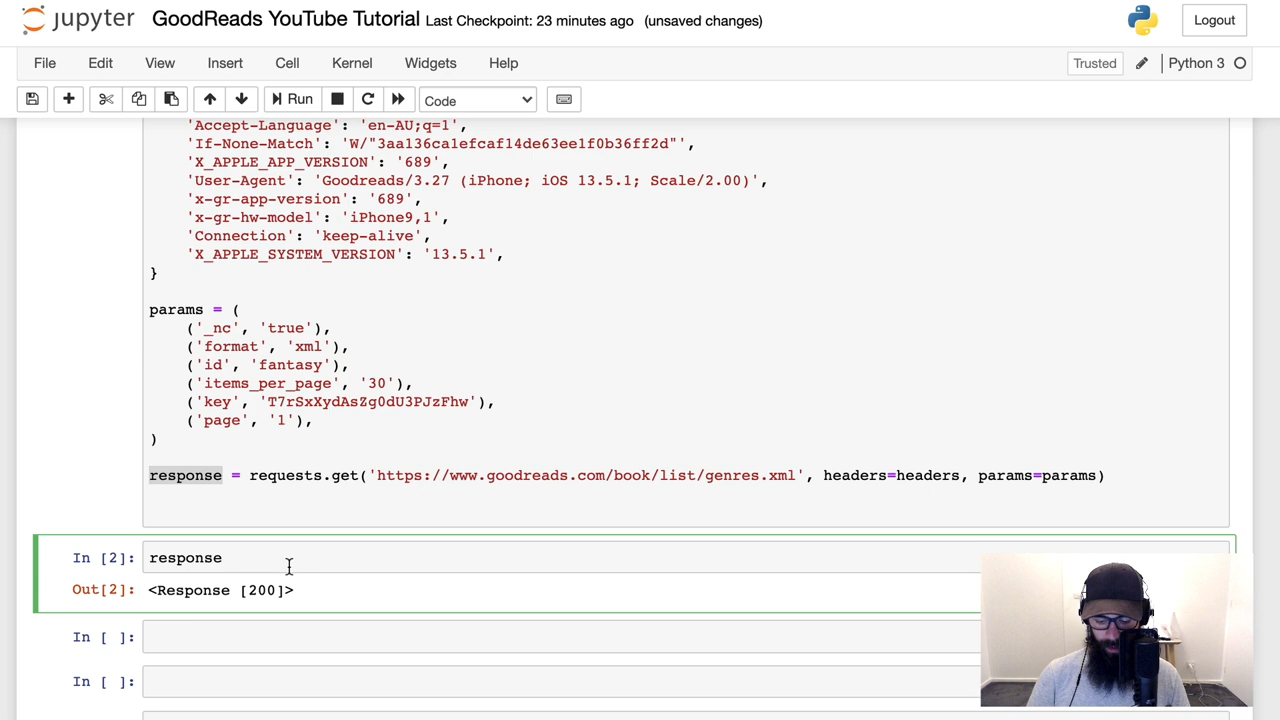 jupyter GoodReads YouTube Tutorial Last Checkpoint: 23 minutes ago (unsaved changes) Logout
File Edit View Insert Cell Kernel Widgets Help Trusted Python 3
Run Code
'Accept-Language': 'en-AU;q=1',
'If-None-Match': 'W/"3aa136ca1efcaf14de63ee1f0b36ff2d"',
'X_APPLE_APP_VERSION': '689',
'User-Agent': 'Goodreads/3.27 (iPhone; iOS 13.5.1; Scale/2.00)',
'x-gr-app-version': '689',
'x-gr-hw-model': 'iPhone9,1',
'Connection': 'keep-alive',
'X_APPLE_SYSTEM_VERSION': '13.5.1',
}
params = (
('_nc', 'true'),
('format', 'xml'),
('id', 'fantasy'),
('items_per_page', '30'),
('key', 'T7rSxXydAsZg0dU3PJzFhw'),
('page', '1'),
)
response = requests.get('https://www.goodreads.com/book/list/genres.xml', headers=headers, params=params)
In [2]: response
Out[2]: <Response [200]>
In [ ]:
In [ ]: